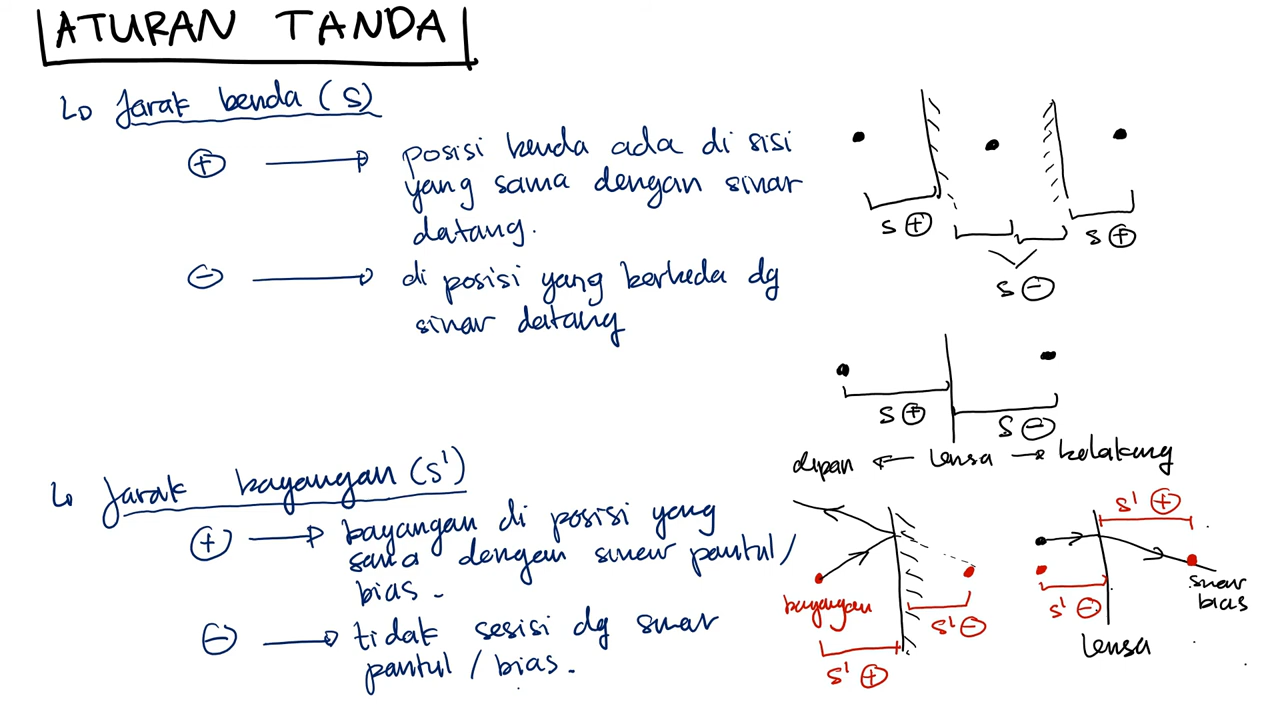 ATURAN TANDA
Jarak benda (s)
+ → posisi benda ada di sisi
yang sama dengan sinar
datang.
- → di posisi yang berbeda dg
sinar datang
s +
s -
s +
s +
s -
depan ← lensa → belakang
Jarak bayangan (s')
+ → bayangan di posisi yang
sama dengan sinar pantul/
bias.
- → tidak sesisi dg sinar
pantul / bias.
bayangan
s' +
s' -
s' +
s' -
sinar
bias
lensa